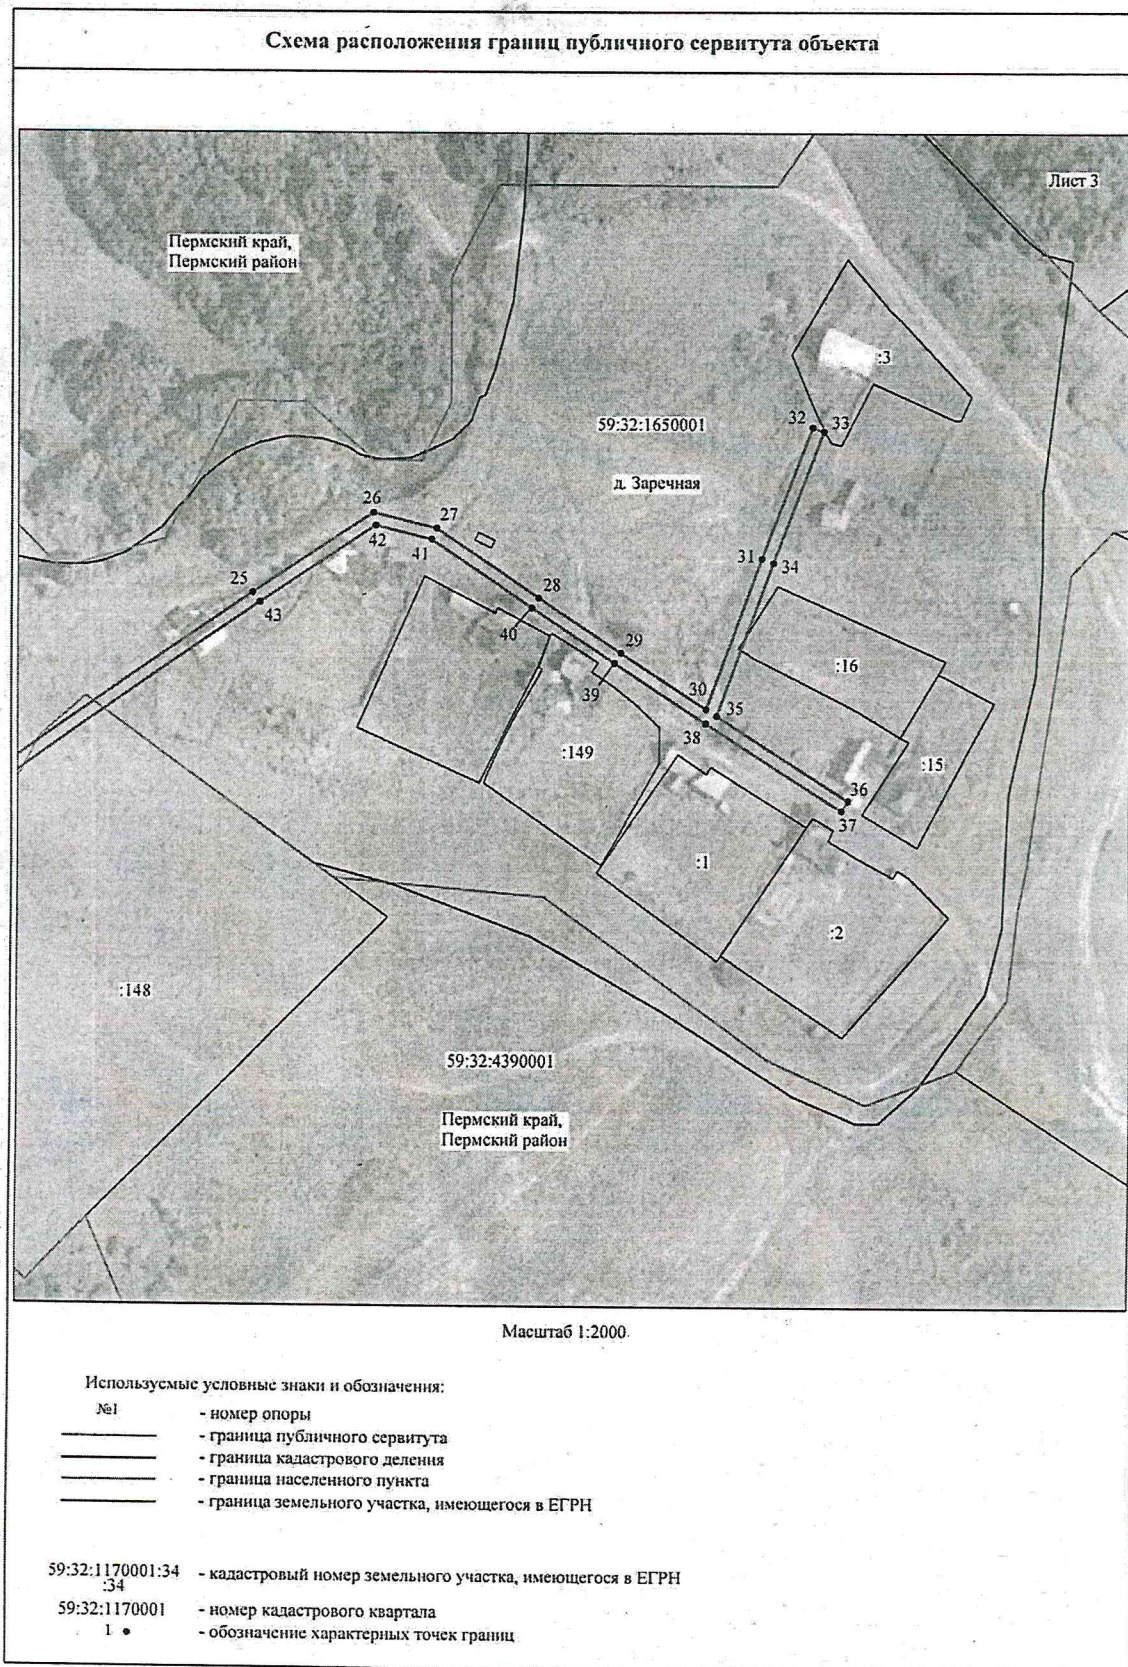 Схема расположения границ публичного сервитута объекта
Лист 3
Пермский край,
Пермский район
:3
59:32:1650001
32
33
д. Заречная
26
27
42
41
31
34
25
43
28
40
29
39
:16
30
35
38
:149
:15
36
37
:1
:2
:148
59:32:4390001
Пермский край,
Пермский район
Масштаб 1:2000
Используемые условные знаки и обозначения:
№1 - номер опоры
- граница публичного сервитута
- граница кадастрового деления
- граница населенного пункта
- граница земельного участка, имеющегося в ЕГРН
59:32:1170001:34
:34
- кадастровый номер земельного участка, имеющегося в ЕГРН
59:32:1170001 - номер кадастрового квартала
1 - обозначение характерных точек границ